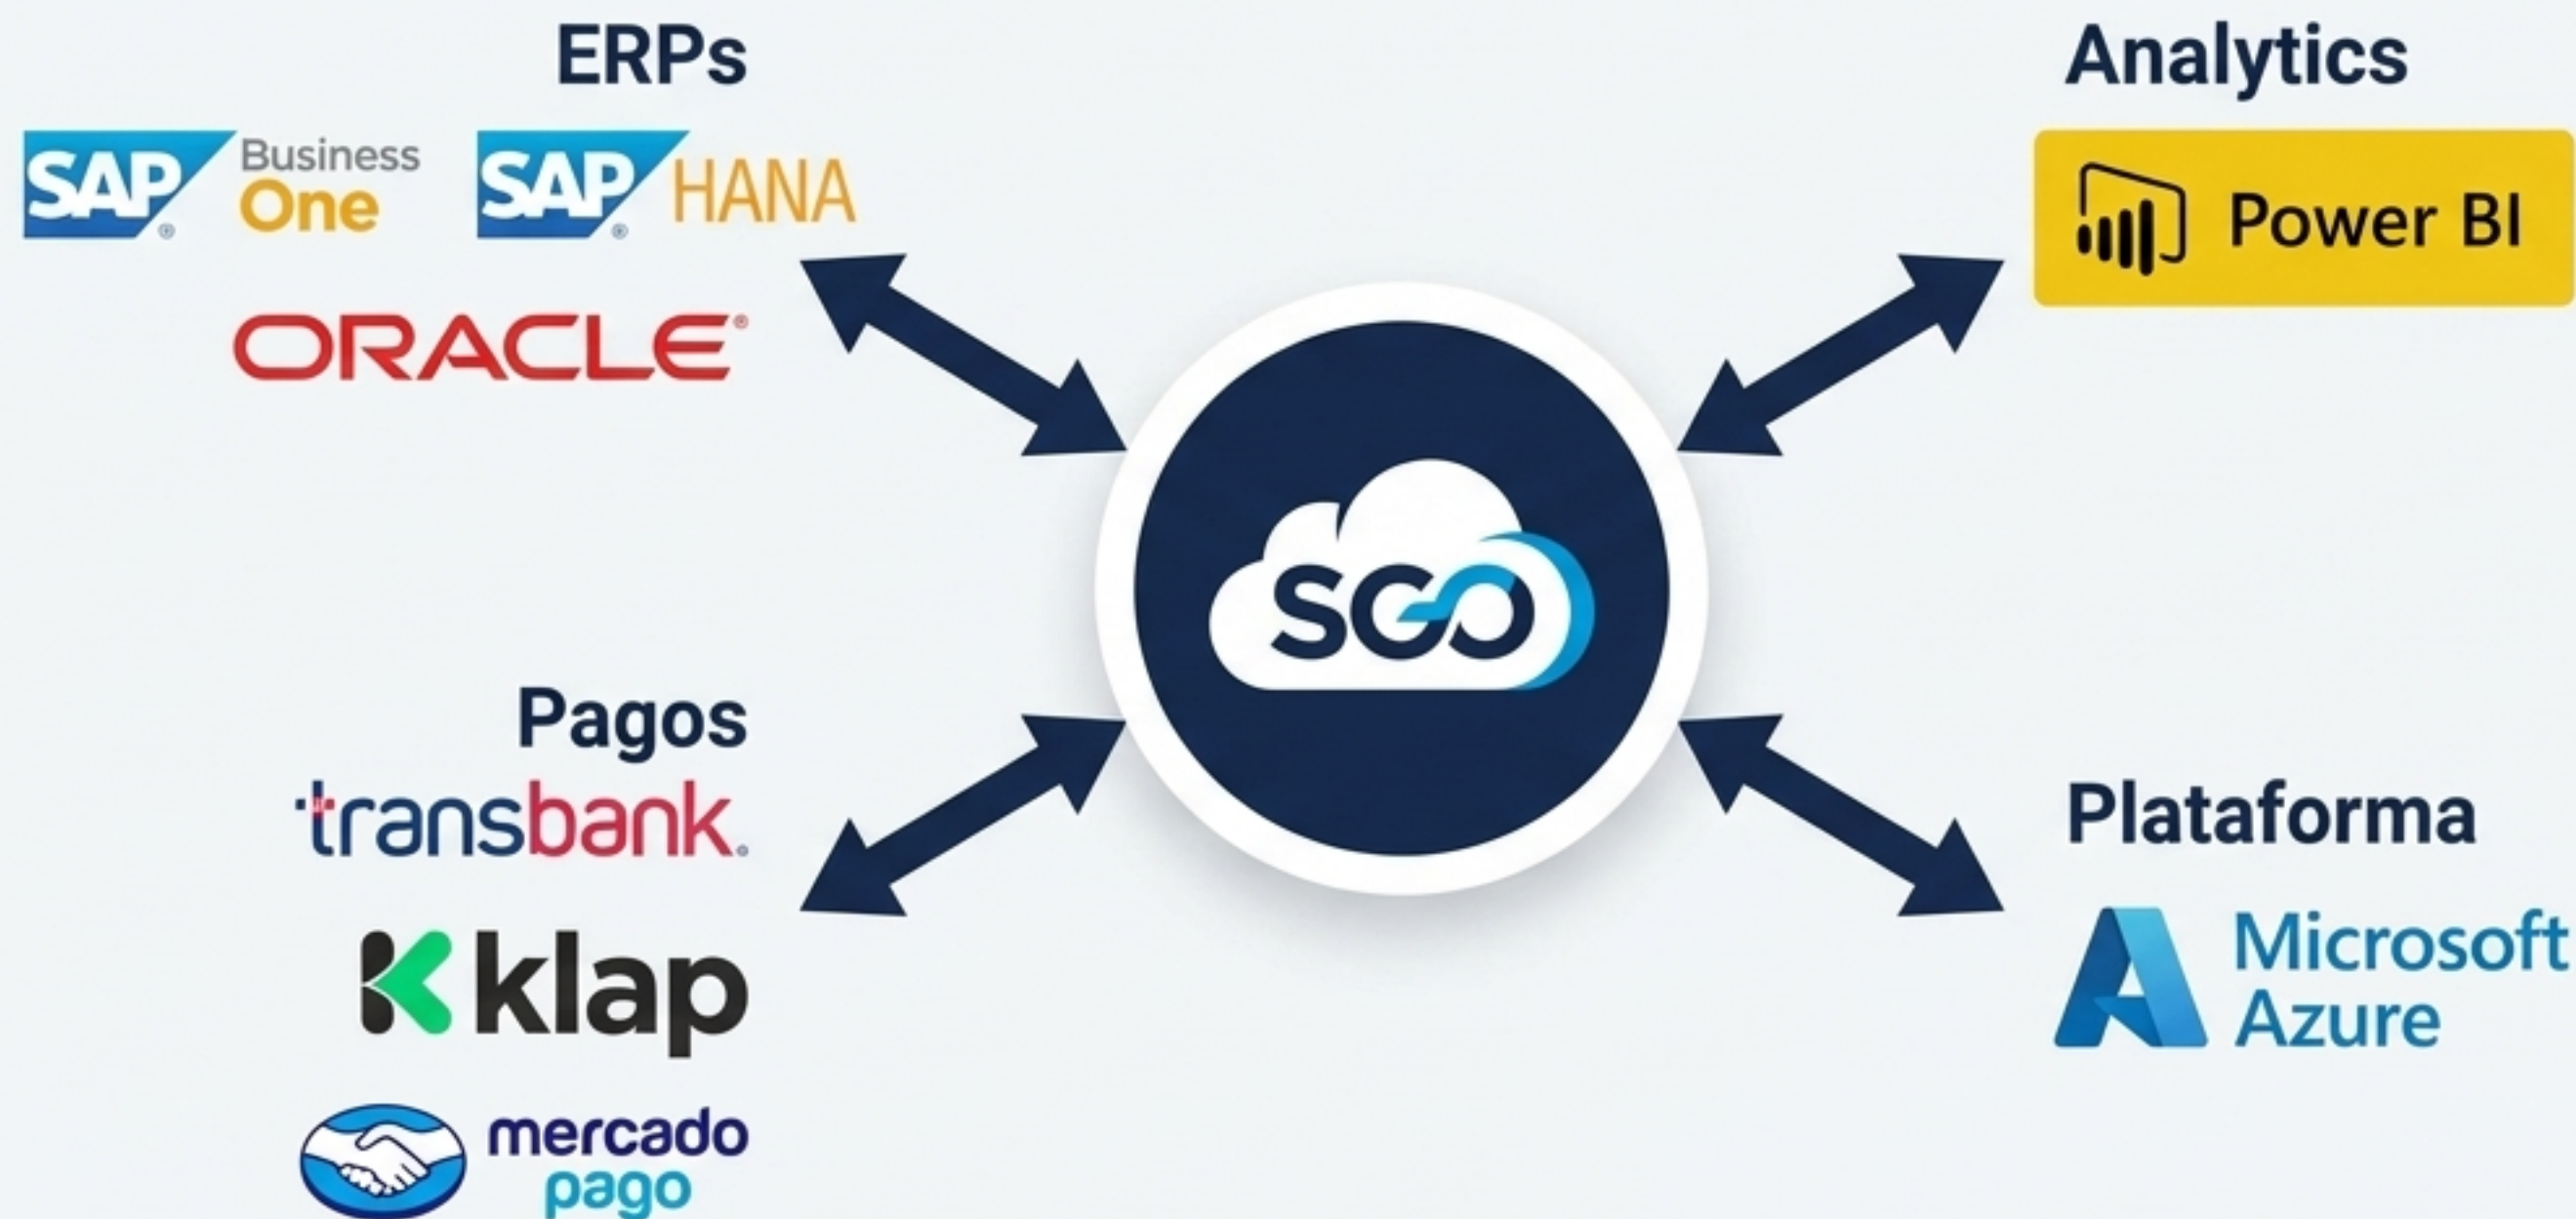 ERPs
SAP® Business One
SAP® HANA
ORACLE®
Analytics
Power BI
SGO
Pagos
transbank®
klap
mercado pago
Plataforma
Microsoft Azure